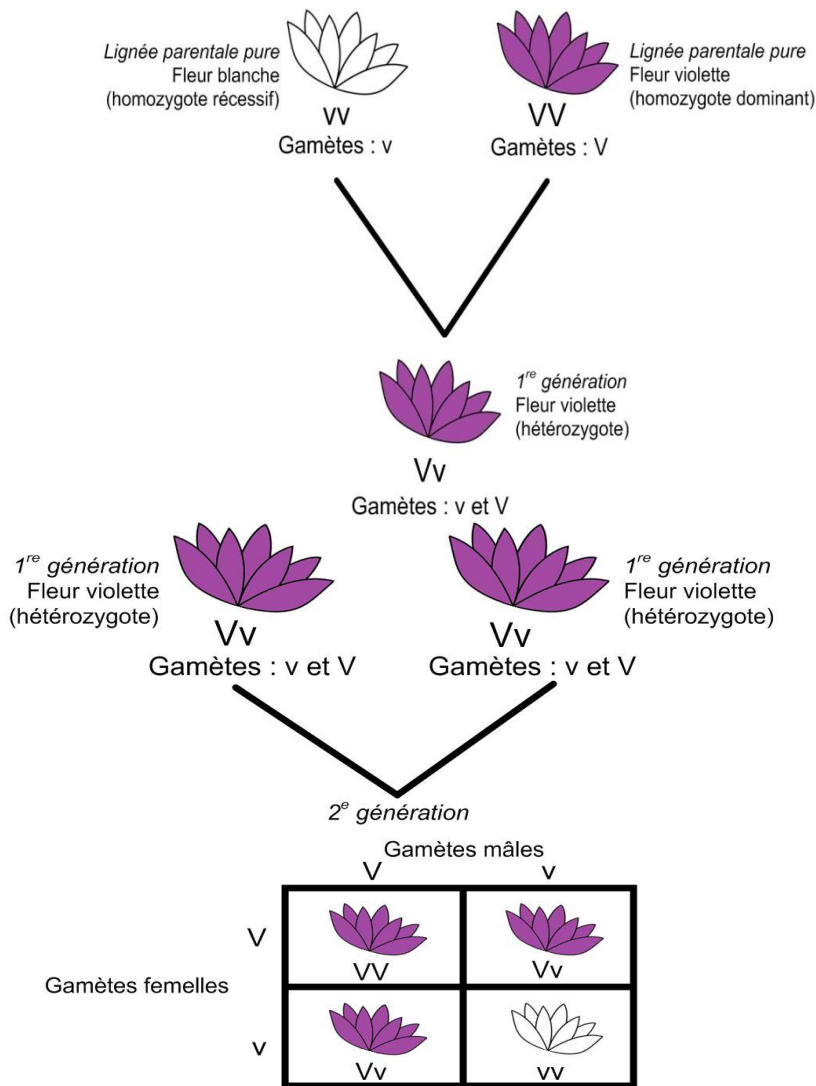 Lignée parentale pure
Fleur blanche
(homozygote récessif)
vv
Gamètes : v
Lignée parentale pure
Fleur violette
(homozygote dominant)
VV
Gamètes : V
1re génération
Fleur violette
(hétérozygote)
Vv
Gamètes : v et V
1re génération
Fleur violette
(hétérozygote)
Vv
Gamètes : v et V
1re génération
Fleur violette
(hétérozygote)
Vv
Gamètes : v et V
2e génération
Gamètes mâles
V v
Gamètes femelles
V
VV Vv
v
Vv vv